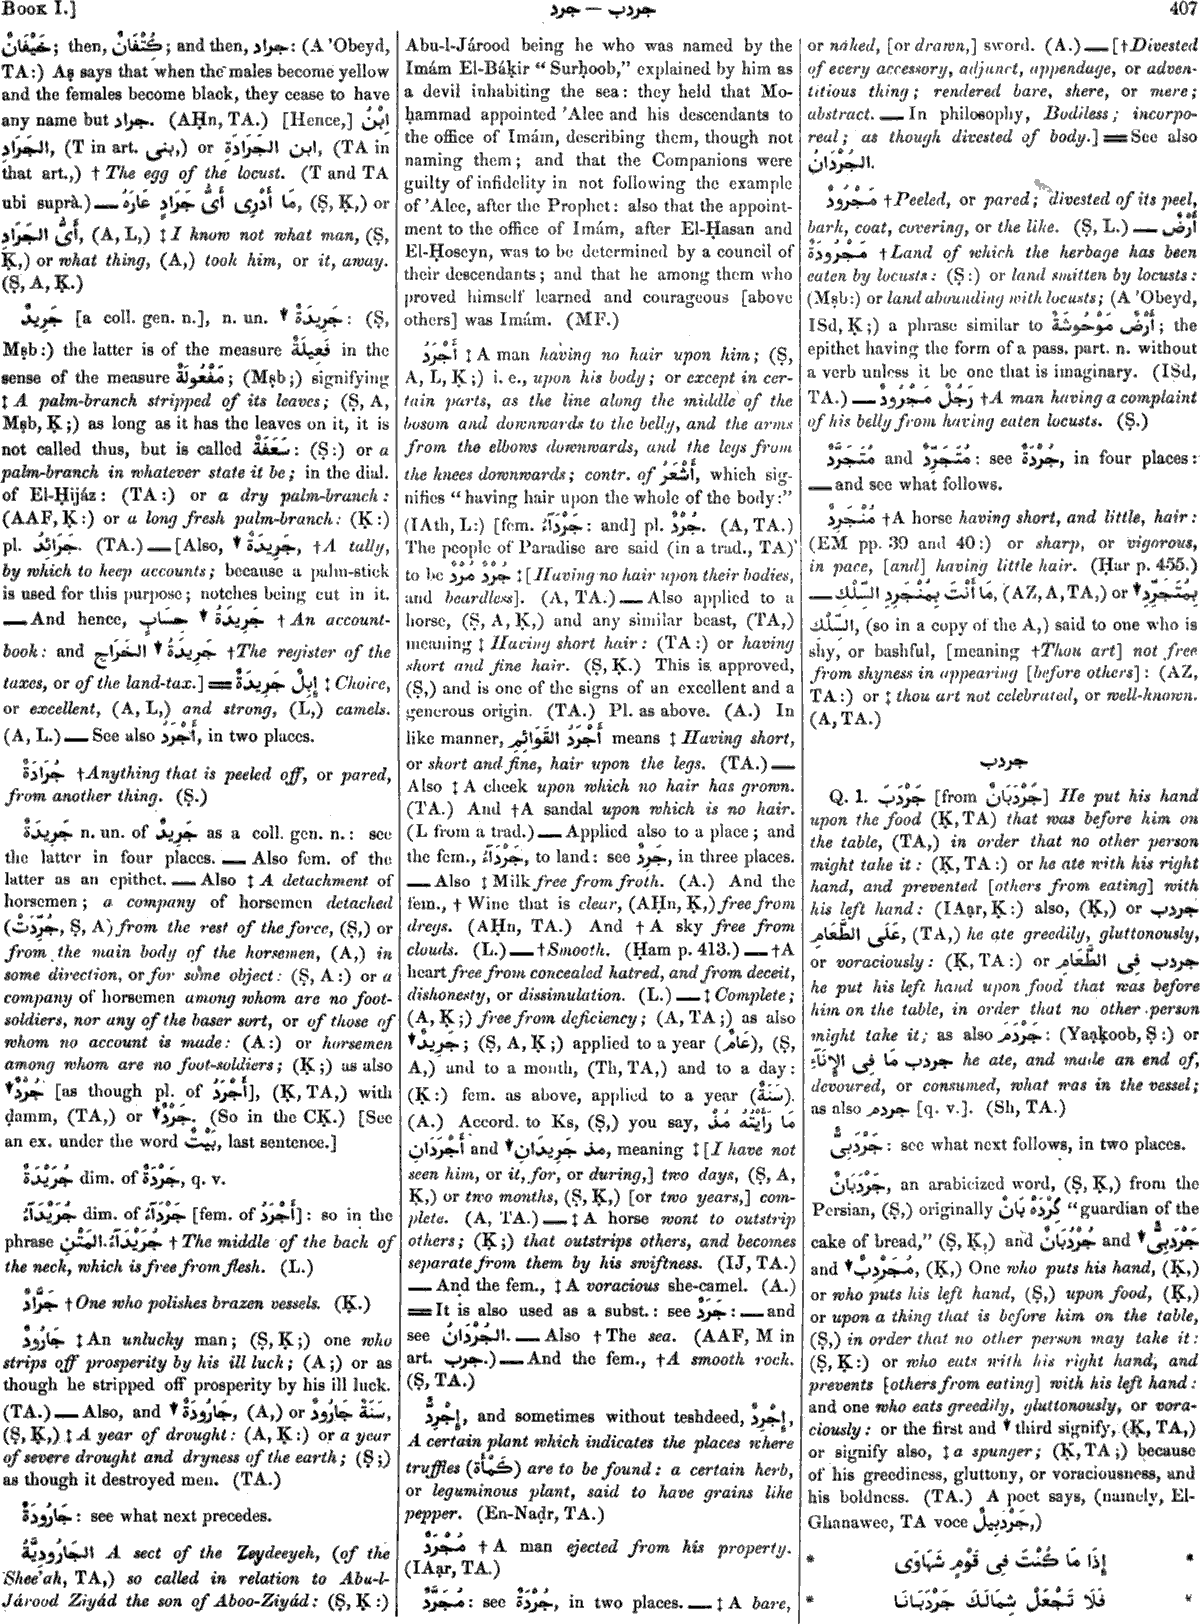 BOOK I.]
جرد — جردب
407
خَيْفَانٌ; then, كُتْفَانٌ; and then, جراد: (A 'Obeyd,
TA:) Aṣ says that when the males become yellow
and the females become black, they cease to have
any name but جراد. (AḤn, TA.) [Hence,] اِبْنُ
الجَرَادِ, (T in art. بنى,) or ابن الجَرَادَةِ, (TA in
that art.,) † The egg of the locust. (T and TA
ubi suprà.) — مَا أَدْرِى أَىُّ جَرَادٍ عَارَهُ, (Ṣ, Ḳ,) or
أَىُّ الجَرَادِ, (A, L,) ‡ I know not what man, (Ṣ,
Ḳ,) or what thing, (A,) took him, or it, away.
(Ṣ, A, Ḳ.)
جَرِيدٌ [a coll. gen. n.], n. un. ▼ جَرِيدَةٌ: (Ṣ,
Mṣb:) the latter is of the measure فَعِيلَةٌ in the
sense of the measure مَفْعُولَةٌ; (Mṣb;) signifying
‡ A palm-branch stripped of its leaves; (Ṣ, A,
Mṣb, Ḳ;) as long as it has the leaves on it, it is
not called thus, but is called سَعَفَةٌ: (Ṣ:) or a
palm-branch in whatever state it be; in the dial.
of El-Ḥijáz: (TA:) or a dry palm-branch:
(AAF, Ḳ:) or a long fresh palm-branch: (Ḳ:)
pl. جَرَائِدُ. (TA.) — [Also, ▼ جَرِيدَةٌ, † A tally,
by which to keep accounts; because a palm-stick
is used for this purpose; notches being cut in it.
— And hence, ▼ جَرِيدَةُ حِسَابٍ † An account-
book: and ▼ جَرِيدَةُ الخَرَاجِ † The register of the
taxes, or of the land-tax.] = إِبِلٌ جَرِيدَةٌ ‡ Choice,
or excellent, (A, L,) and strong, (L,) camels.
(A, L.) — See also أَجْرَدُ, in two places.
جُرَادَةٌ † Anything that is peeled off, or pared,
from another thing. (Ṣ.)
جَرِيدَةٌ n. un. of جَرِيدٌ as a coll. gen. n.: see
the latter in four places. — Also fem. of the
latter as an epithet. — Also ‡ A detachment of
horsemen; a company of horsemen detached
(جُرِّدَتْ, Ṣ, A) from the rest of the force, (Ṣ,) or
from the main body of the horsemen, (A,) in
some direction, or for some object: (Ṣ, A:) or a
company of horsemen among whom are no foot-
soldiers, nor any of the baser sort, or of those of
whom no account is made: (A:) or horsemen
among whom are no foot-soldiers; (Ḳ;) as also
▼ جُرْدٌ [as though pl. of أَجْرَدُ], (Ḳ, TA,) with
ḍamm, (TA,) or ▼ جَرْدٌ. (So in the CḲ.) [See
an ex. under the word بَيْتٌ, last sentence.]
جُرَيْدَةٌ dim. of جَرْدَةٌ, q. v.
جُرَيْدَآءُ dim. of جَرْدَآءُ [fem. of أَجْرَدُ]: so in the
phrase جُرَيْدَآءُ المَتْنِ † The middle of the back of
the neck, which is free from flesh. (L.)
جَرَّادٌ † One who polishes brazen vessels. (Ḳ.)
جَارُودٌ ‡ An unlucky man; (Ṣ, Ḳ;) one who
strips off prosperity by his ill luck; (A;) or as
though he stripped off prosperity by his ill luck.
(TA.) — Also, and ▼ جَارُودَةٌ, (A,) or سَنَةٌ جَارُودٌ,
(Ṣ, Ḳ,) ‡ A year of drought: (A, Ḳ:) or a year
of severe drought and dryness of the earth; (Ṣ;)
as though it destroyed men. (TA.)
جَارُودَةٌ: see what next precedes.
الجَارُودِيَّةُ A sect of the Zeydeeyeh, (of the
Shee'ah, TA,) so called in relation to Abu-l-
Járood Ziyád the son of Aboo-Ziyád: (Ṣ, Ḳ:)
Abu-l-Járood being he who was named by the
Imám El-Báḳir “Surḥoob,” explained by him as
a devil inhabiting the sea: they held that Mo-
ḥammad appointed 'Alee and his descendants to
the office of Imám, describing them, though not
naming them; and that the Companions were
guilty of infidelity in not following the example
of 'Alee, after the Prophet: also that the appoint-
ment to the office of Imám, after El-Ḥasan and
El-Ḥoseyn, was to be determined by a council of
their descendants; and that he among them who
proved himself learned and courageous [above
others] was Imám. (MF.)
أَجْرَدُ ‡ A man having no hair upon him; (Ṣ,
A, L, Ḳ;) i. e., upon his body; or except in cer-
tain parts, as the line along the middle of the
bosom and downwards to the belly, and the arms
from the elbows downwards, and the legs from
the knees downwards; contr. of أَشْعَرُ, which sig-
nifies “having hair upon the whole of the body:”
(IAth, L:) [fem. جَرْدَآءُ: and] pl. جُرْدٌ. (A, TA.)
The people of Paradise are said (in a trad., TA)
to be جُرْدٌ مُرْدٌ ‡ [Having no hair upon their bodies,
and beardless]. (A, TA.) — Also applied to a
horse, (Ṣ, A, Ḳ,) and any similar beast, (TA,)
meaning ‡ Having short hair: (TA:) or having
short and fine hair. (Ṣ, Ḳ.) This is approved,
(Ṣ,) and is one of the signs of an excellent and a
generous origin. (TA.) Pl. as above. (A.) In
like manner, أَجْرَدُ القَوَائِمِ means ‡ Having short,
or short and fine, hair upon the legs. (TA.) —
Also ‡ A cheek upon which no hair has grown.
(TA.) And † A sandal upon which is no hair.
(L from a trad.) — Applied also to a place; and
the fem., جَرْدَآءُ, to land: see جَرِدٌ, in three places.
— Also ‡ Milk free from froth. (A.) And the
fem., † Wine that is clear, (AḤn, Ḳ,) free from
dregs. (AḤn, TA.) And † A sky free from
clouds. (L.) — † Smooth. (Ḥam p. 413.) — † A
heart free from concealed hatred, and from deceit,
dishonesty, or dissimulation. (L.) — ‡ Complete;
(A, Ḳ;) free from deficiency; (A, TA;) as also
▼ جَرِيدٌ; (Ṣ, A, Ḳ;) applied to a year (عَامٌ), (Ṣ,
A,) and to a month, (Th, TA,) and to a day:
(Ḳ:) fem. as above, applied to a year (سَنَةٌ).
(A.) Accord. to Ks, (Ṣ,) you say, مَا رَأَيْتُهُ مُذْ
أَجْرَدَانِ and ▼ مذ جَرِيدَانِ, meaning ‡ [I have not
seen him, or it, for, or during,] two days, (Ṣ, A,
Ḳ,) or two months, (Ṣ, Ḳ,) [or two years,] com-
plete. (A, TA.) — ‡ A horse wont to outstrip
others; (Ḳ;) that outstrips others, and becomes
separate from them by his swiftness. (IJ, TA.)
— And the fem., ‡ A voracious she-camel. (A.)
= It is also used as a subst.: see جَرَدٌ: — and
see الجُرْدَانُ. — Also † The sea. (AAF, M in
art. جرب.) — And the fem., † A smooth rock.
(Ṣ, TA.)
إِجْرِدٌّ, and sometimes without teshdeed, إِجْرِدٌ,
A certain plant which indicates the places where
truffles (كَمْأَة) are to be found: a certain herb,
or leguminous plant, said to have grains like
pepper. (En-Naḍr, TA.)
مُجْرَدٌ † A man ejected from his property.
(IAạr, TA.)
مُجَرَّدٌ: see جُرْدَةٌ, in two places. — ‡ A bare,
or naked, [or drawn,] sword. (A.) — [† Divested
of every accessory, adjunct, appendage, or adven-
titious thing; rendered bare, shere, or mere;
abstract. — In philosophy, Bodiless; incorpo-
real; as though divested of body.] = See also
الجُرْدَانُ.
مَجْرُودٌ † Peeled, or pared; divested of its peel,
bark, coat, covering, or the like. (Ṣ, L.) — أَرْضٌ
مَجْرُودَةٌ † Land of which the herbage has been
eaten by locusts: (Ṣ:) or land smitten by locusts:
(Mṣb:) or land abounding with locusts; (A 'Obeyd,
ISd, Ḳ;) a phrase similar to أَرْضٌ مَوْحُوشَةٌ; the
epithet having the form of a pass. part. n. without
a verb unless it be one that is imaginary. (ISd,
TA.) — رَجُلٌ مَجْرُودٌ † A man having a complaint
of his belly from having eaten locusts. (Ṣ.)
مُتَجَرَّدٌ and مُتَجَرِّدٌ: see جُرْدَةٌ, in four places:
— and see what follows.
مُنْجَرِدٌ † A horse having short, and little, hair:
(EM pp. 39 and 40:) or sharp, or vigorous,
in pace, [and] having little hair. (Ḥar p. 455.)
— مَا أَنْتَ بِمُنْجَرِدِ السِّلْكِ, (AZ, A, TA,) or ▼ بِمُتَجَرِّدِ
السِّلْكِ, (so in a copy of the A,) said to one who is
shy, or bashful, [meaning † Thou art] not free
from shyness in appearing [before others]: (AZ,
TA:) or ‡ thou art not celebrated, or well-known.
(A, TA.)
جردب
Q. 1. جَرْدَبَ [from جَرْدَبَانٌ] He put his hand
upon the food (Ḳ, TA) that was before him on
the table, (TA,) in order that no other person
might take it: (Ḳ, TA:) or he ate with his right
hand, and prevented [others from eating] with
his left hand: (IAạr, Ḳ:) also, (Ḳ,) or جردب
عَلَى الطَّعَامِ, (TA,) he ate greedily, gluttonously,
or voraciously: (Ḳ, TA:) or جردب فِى الطَّعَامِ
he put his left hand upon food that was before
him on the table, in order that no other person
might take it; as also جَرْدَمَ: (Yaạḳoob, Ṣ:) or
جردب مَا فِى الإِنَآءِ he ate, and made an end of,
devoured, or consumed, what was in the vessel;
as also جردم [q. v.]. (Sh, TA.)
جَرْدَبِىٌّ: see what next follows, in two places.
جَرْدَبَانٌ, an arabicized word, (Ṣ, Ḳ,) from the
Persian, (Ṣ,) originally گِرْدَهْ بَانْ “guardian of the
cake of bread,” (Ṣ, Ḳ,) and جُرْدُبَانٌ and ▼ جَرْدَبِىٌّ
and ▼ مُجَرْدِبٌ, (Ḳ,) One who puts his hand, (Ḳ,)
or who puts his left hand, (Ṣ,) upon food, (Ḳ,)
or upon a thing that is before him on the table,
(Ṣ,) in order that no other person may take it:
(Ṣ, Ḳ:) or who eats with his right hand, and
prevents [others from eating] with his left hand:
and one who eats greedily, gluttonously, or vora-
ciously: or the first and ▼ third signify, (Ḳ, TA,)
or signify also, ‡ a spunger; (Ḳ, TA;) because
of his greediness, gluttony, or voraciousness, and
his boldness. (TA.) A poet says, (namely, El-
Ghanawee, TA voce جَرْدَبِيلٌ,)
* إِذَا مَا كُنْتَ فِى قَوْمٍ شَهَاوَى *
* فَلَا تَجْعَلْ شِمَالَكَ جَرْدَبَانَا *